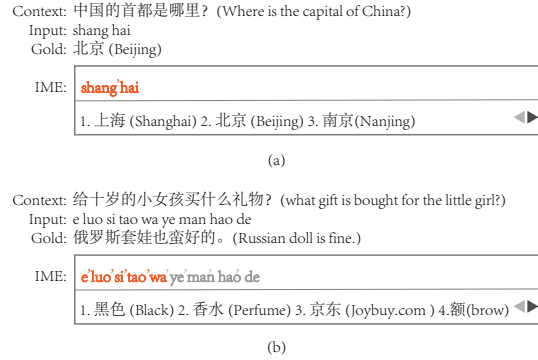 Context: 中国的首都是哪里？(Where is the capital of China?)
Input: shang hai
Gold: 北京 (Beijing)
IME: shang'hai
1. 上海 (Shanghai) 2. 北京 (Beijing) 3. 南京(Nanjing)
(a)
Context: 给十岁的小女孩买什么礼物？(what gift is bought for the little girl?)
Input: e luo si tao wa ye man hao de
Gold: 俄罗斯套娃也蛮好的。(Russian doll is fine.)
IME: e'luo'si'tao'wa'ye'man'hao'de
1. 黑色 (Black) 2. 香水 (Perfume) 3. 京东 (Joybuy.com ) 4.额(brow)
(b)